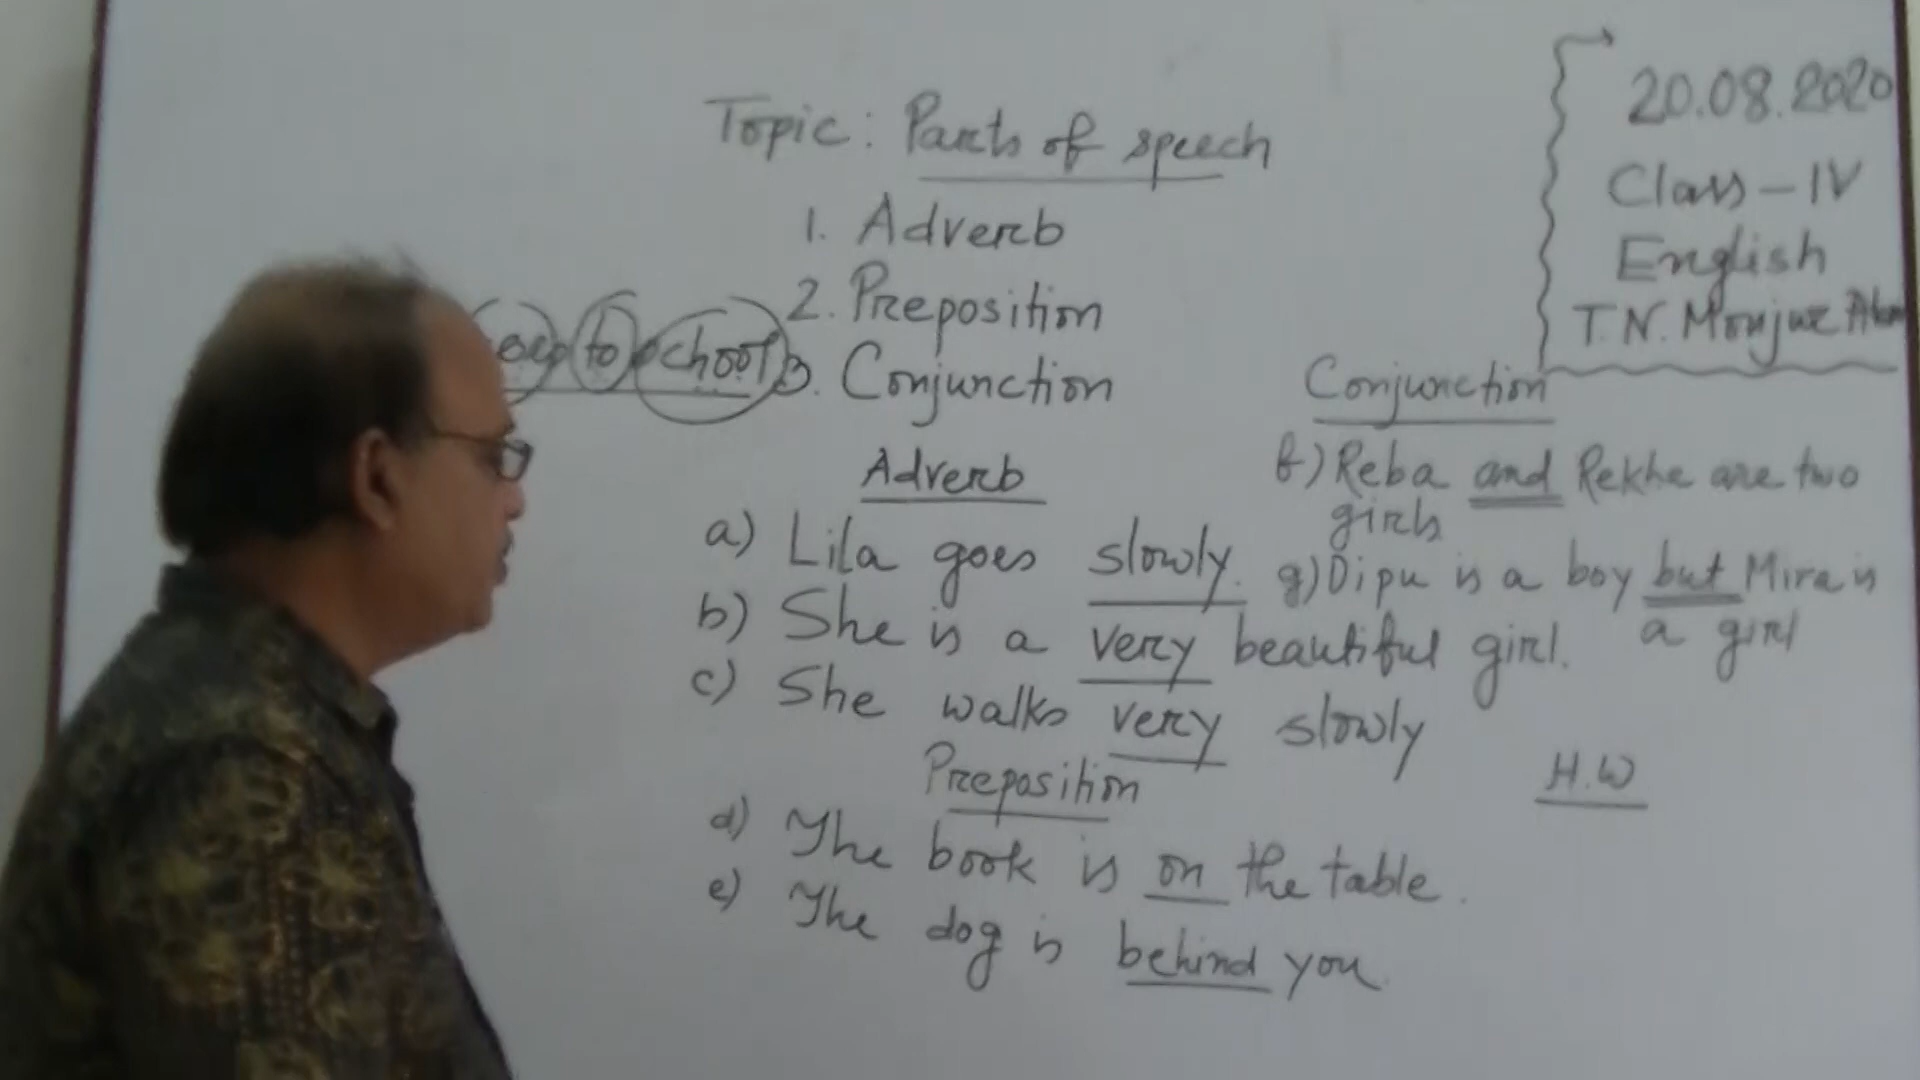 20.08.2020
Class-IV
English
T.N. Monjur
Topic: Parts of speech
1. Adverb
2. Preposition
3. Conjunction
to school
Adverb
a) Lila goes slowly.
b) She is a very beautiful girl.
c) She walks very slowly
Preposition
d) The book is on the table.
e) The dog is behind you.
Conjunction
f) Reba and Rekha are two
girls
g) Dipu is a boy but Mira is
a girl
H.W